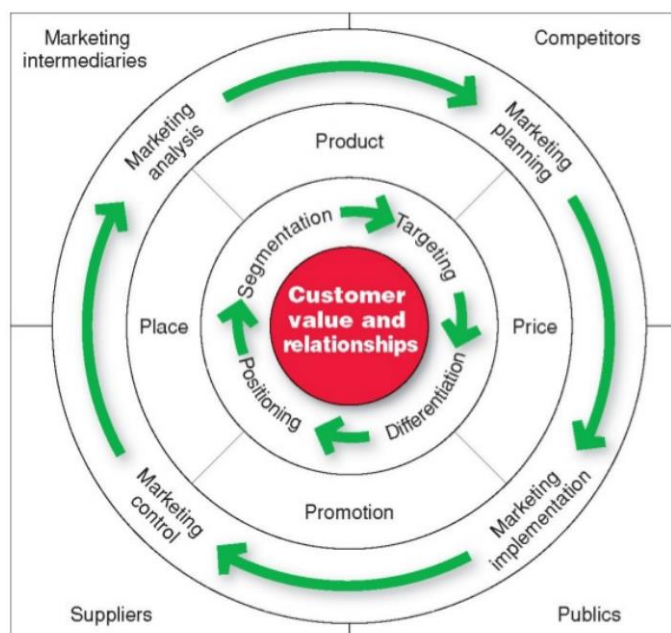 Marketing
intermediaries
Competitors
Marketing
analysis
Marketing
planning
Product
Segmentation
Targeting
Customer
value and
relationships
Place
Price
Positioning
Differentiation
Promotion
Marketing
control
Marketing
implementation
Suppliers
Publics